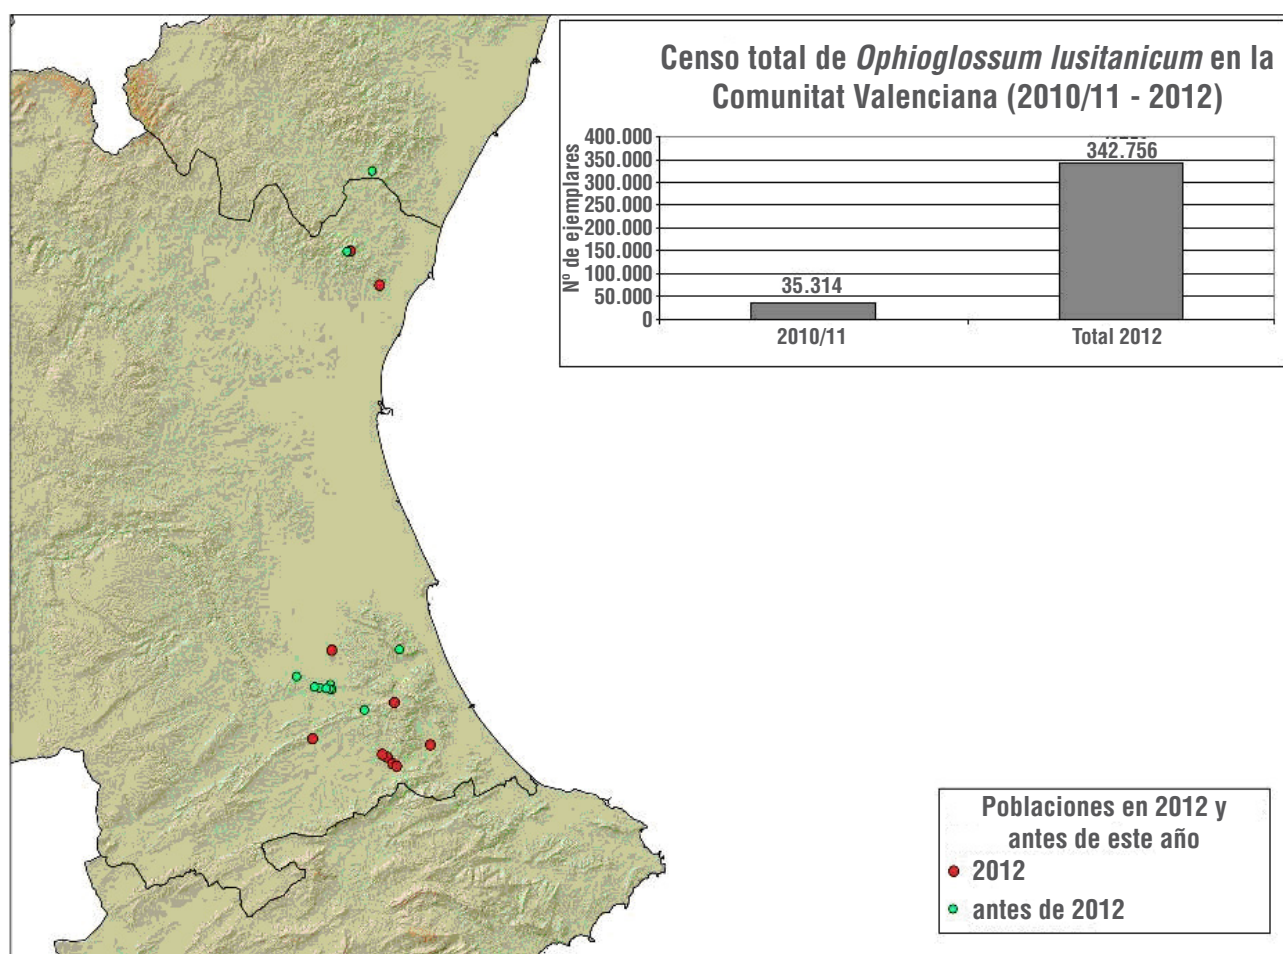 Censo total de Ophioglossum lusitanicum en la
Comunitat Valenciana (2010/11 - 2012)
Nº de ejemplares
400.000
350.000
300.000
250.000
200.000
150.000
100.000
50.000
0
35.314
342.756
2010/11
Total 2012
Poblaciones en 2012 y
antes de este año
2012
antes de 2012